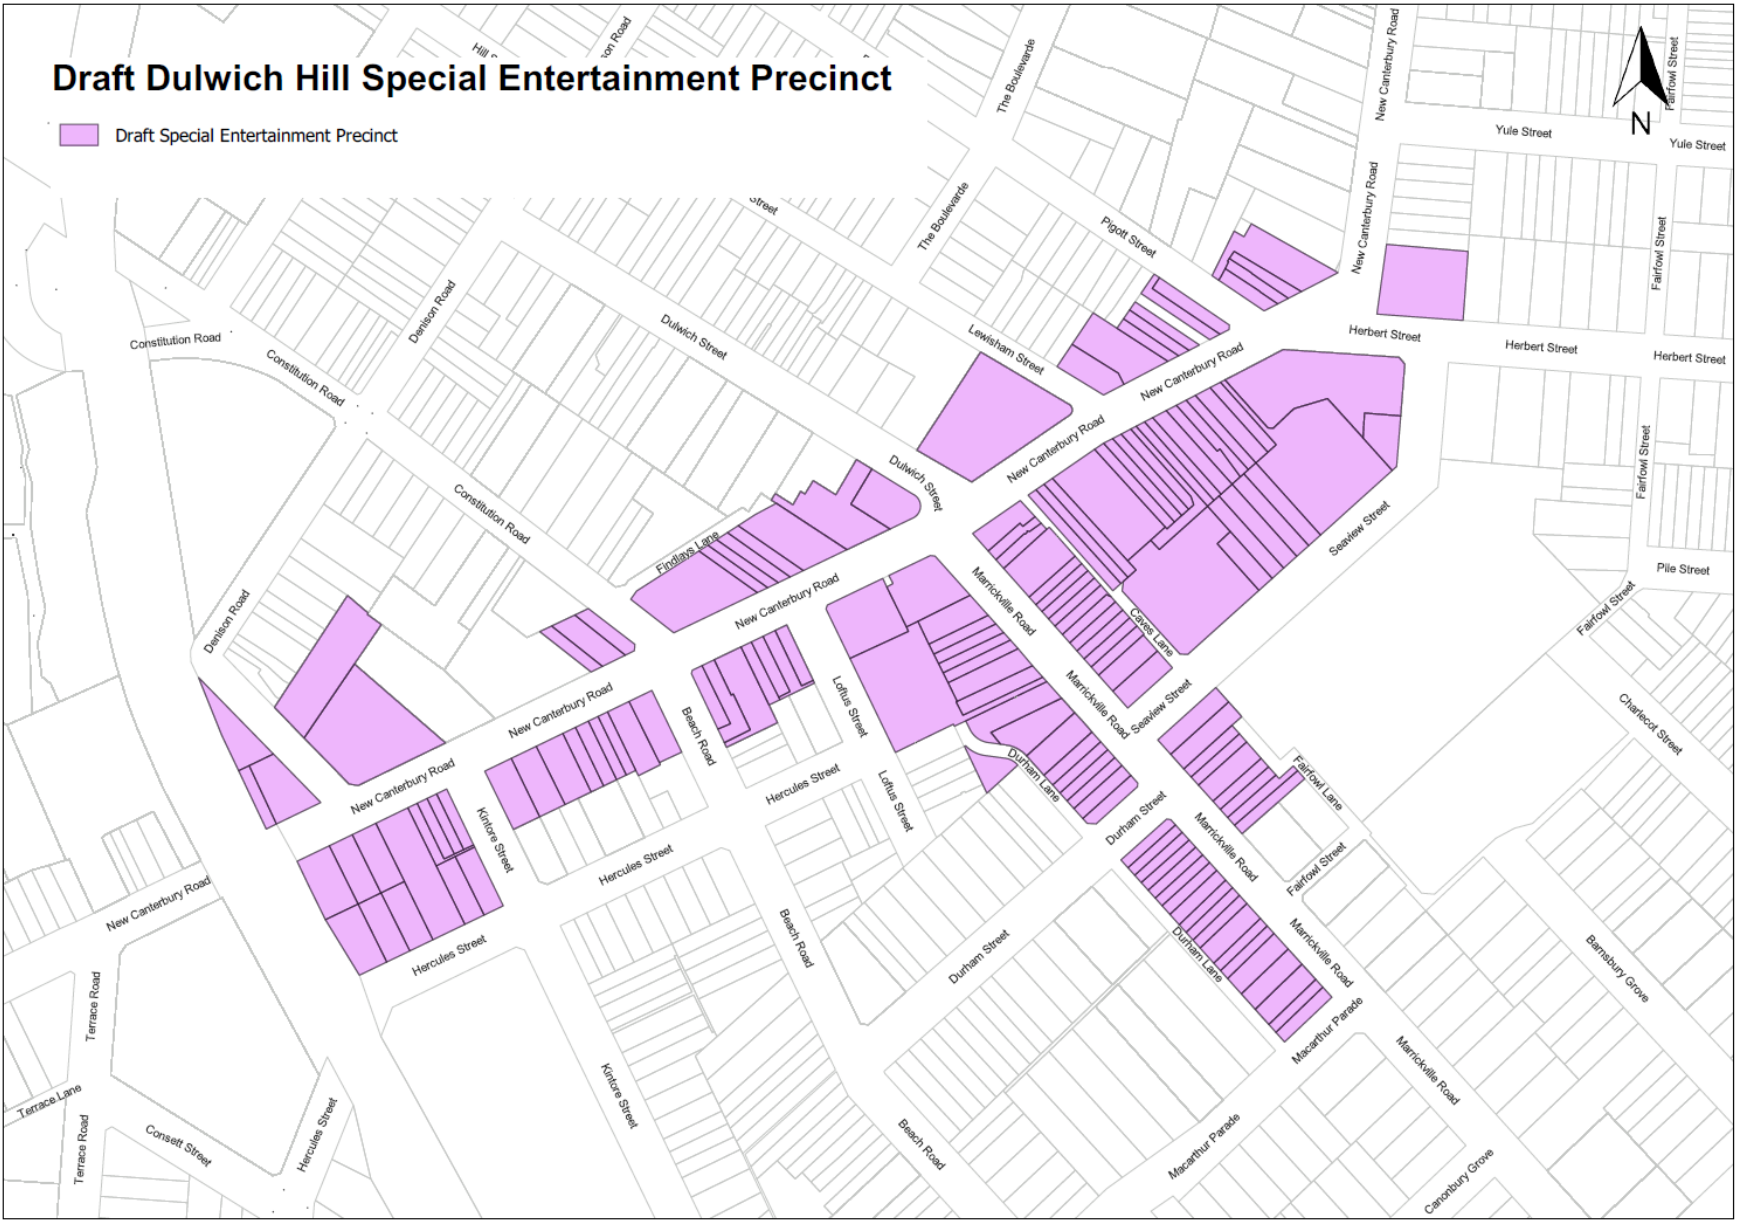 Hill S
son Road
The Boulevarde
New Canterbury Road
Fairfowl Street
Draft Dulwich Hill Special Entertainment Precinct
Draft Special Entertainment Precinct
N
Yule Street
Yule Street
Street
The Boulevarde
Pigott Street
New Canterbury Road
Fairfowl Street
Constitution Road
Denison Road
Constitution Road
Dulwich Street
Lewisham Street
New Canterbury Road
Herbert Street
Herbert Street
Herbert Street
Constitution Road
Findlays Lane
Dulwich Street
New Canterbury Road
Fairfowl Street
Seaview Street
Pile Street
Denison Road
New Canterbury Road
Marrickville Road
Caves Lane
Fairfowl Street
New Canterbury Road
Beach Road
Loftus Street
Marrickville Road
Seaview Street
Charlecot Street
New Canterbury Road
Hercules Street
Durham Lane
Fairfowl Lane
Kintore Street
Loftus Street
Durham Street
Marrickville Road
Hercules Street
Fairfowl Street
New Canterbury Road
Hercules Street
Beach Road
Durham Street
Durham Lane
Marrickville Road
Barnsbury Grove
Terrace Road
Macarthur Parade
Terrace Lane
Kintore Street
Marrickville Road
Terrace Road
Consett Street
Hercules Street
Beach Road
Macarthur Parade
Canonbury Grove